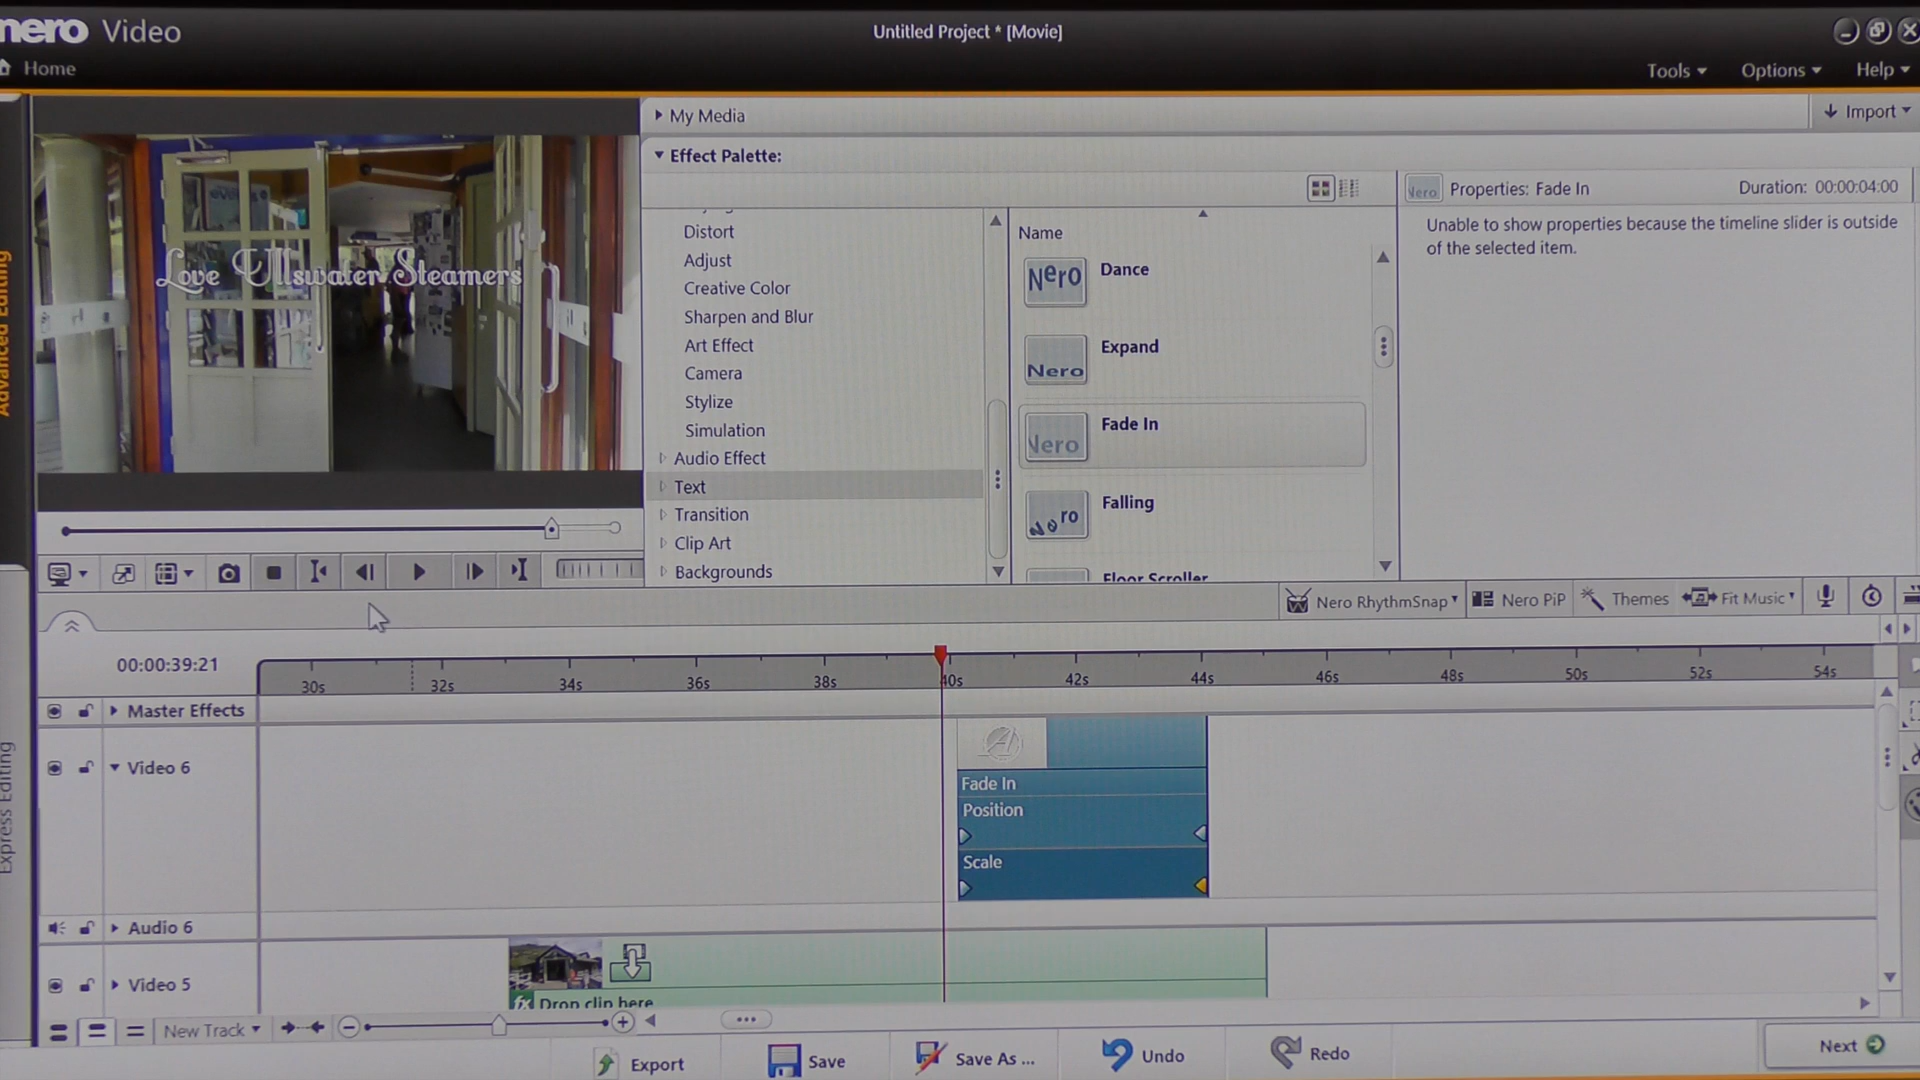 nero Video
Untitled Project * [Movie]
Home
Tools
Options
Help
My Media
Import
Effect Palette:
Properties: Fade In
Duration: 00:00:04:00
Unable to show properties because the timeline slider is outside
of the selected item.
Distort
Adjust
Creative Color
Sharpen and Blur
Art Effect
Camera
Stylize
Simulation
Audio Effect
Text
Transition
Clip Art
Backgrounds
Name
Nero
Dance
Nero
Expand
Nero
Fade In
Nero
Falling
Floor Scroller
Love Ullswater Steamers
Advanced Editing
Express Editing
Nero RhythmSnap
Nero PiP
Themes
Fit Music
00:00:39:21
30s
32s
34s
36s
38s
40s
42s
44s
46s
48s
50s
52s
54s
Master Effects
Video 6
Fade In
Position
Scale
Audio 6
Video 5
fx Drop clip here
New Track
Export
Save
Save As ...
Undo
Redo
Next